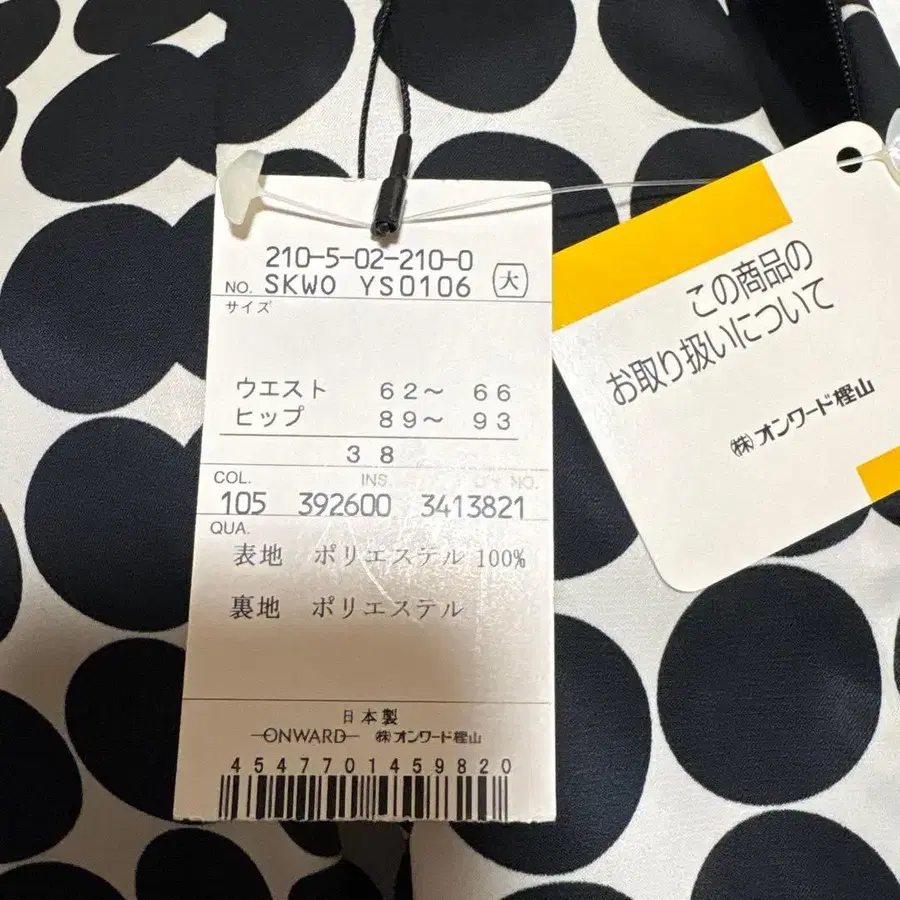 210-5-02-210-0
NO. SKWO YS0106 大
サイズ
ウエスト 62~ 66
ヒップ 89~ 93
38
COL. INS.
105 392600 3413821
QUA.
表地 ポリエステル 100%
裏地 ポリエステル
日本製
ONWARD ㈱オンワード樫山
4547701459820
この商品の
お取り扱いについて
㈱オンワード樫山